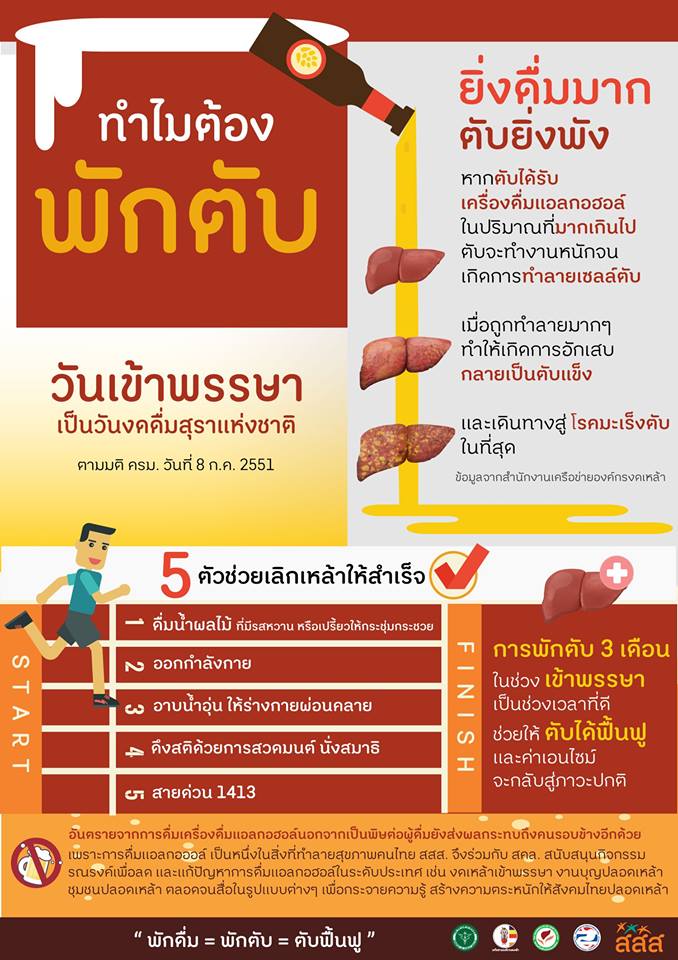 ทำไมต้อง
พักตับ
วันเข้าพรรษา
เป็นวันงดดื่มสุราแห่งชาติ
ตามมติ ครม. วันที่ 8 ก.ค. 2551
ยิ่งดื่มมาก
ตับยิ่งพัง
หากตับได้รับ
เครื่องดื่มแอลกอฮอล์
ในปริมาณที่มากเกินไป
ตับจะทำงานหนักจน
เกิดการทำลายเซลล์ตับ
เมื่อถูกทำลายมากๆ
ทำให้เกิดการอักเสบ
กลายเป็นตับแข็ง
และเดินทางสู่ โรคมะเร็งตับ
ในที่สุด
ข้อมูลจากสำนักงานเครือข่ายองค์กรงดเหล้า
5 ตัวช่วยเลิกเหล้าให้สำเร็จ
START
1 ดื่มน้ำผลไม้ ที่มีรสหวาน หรือเปรี้ยวให้กระชุ่มกระชวย
2 ออกกำลังกาย
3 อาบน้ำอุ่น ให้ร่างกายผ่อนคลาย
4 ดึงสติด้วยการสวดมนต์ นั่งสมาธิ
5 สายด่วน 1413
FINISH
การพักตับ 3 เดือน
ในช่วง เข้าพรรษา
เป็นช่วงเวลาที่ดี
ช่วยให้ ตับได้ฟื้นฟู
และค่าเอนไซม์
จะกลับสู่ภาวะปกติ
อันตรายจากการดื่มเครื่องดื่มแอลกอฮอล์นอกจากเป็นพิษต่อผู้ดื่มยังส่งผลกระทบถึงคนรอบข้างอีกด้วย
เพราะการดื่มแอลกอออล์ เป็นหนึ่งในสิ่งที่ทำลายสุขภาพคนไทย สสส. จึงร่วมกับ สคล. สนับสนุนกิจกรรม
รณรงค์เพื่อลด และแก้ปัญหาการดื่มแอลกอฮอล์ในระดับประเทศ เช่น งดเหล้าเข้าพรรษา งานบุญปลอดเหล้า
ชุมชนปลอดเหล้า ตลอดจนสื่อในรูปแบบต่างๆ เพื่อกระจายความรู้ สร้างความตระหนักให้สังคมไทยปลอดเหล้า
“ พักดื่ม = พักตับ = ตับฟื้นฟู ”
สสส